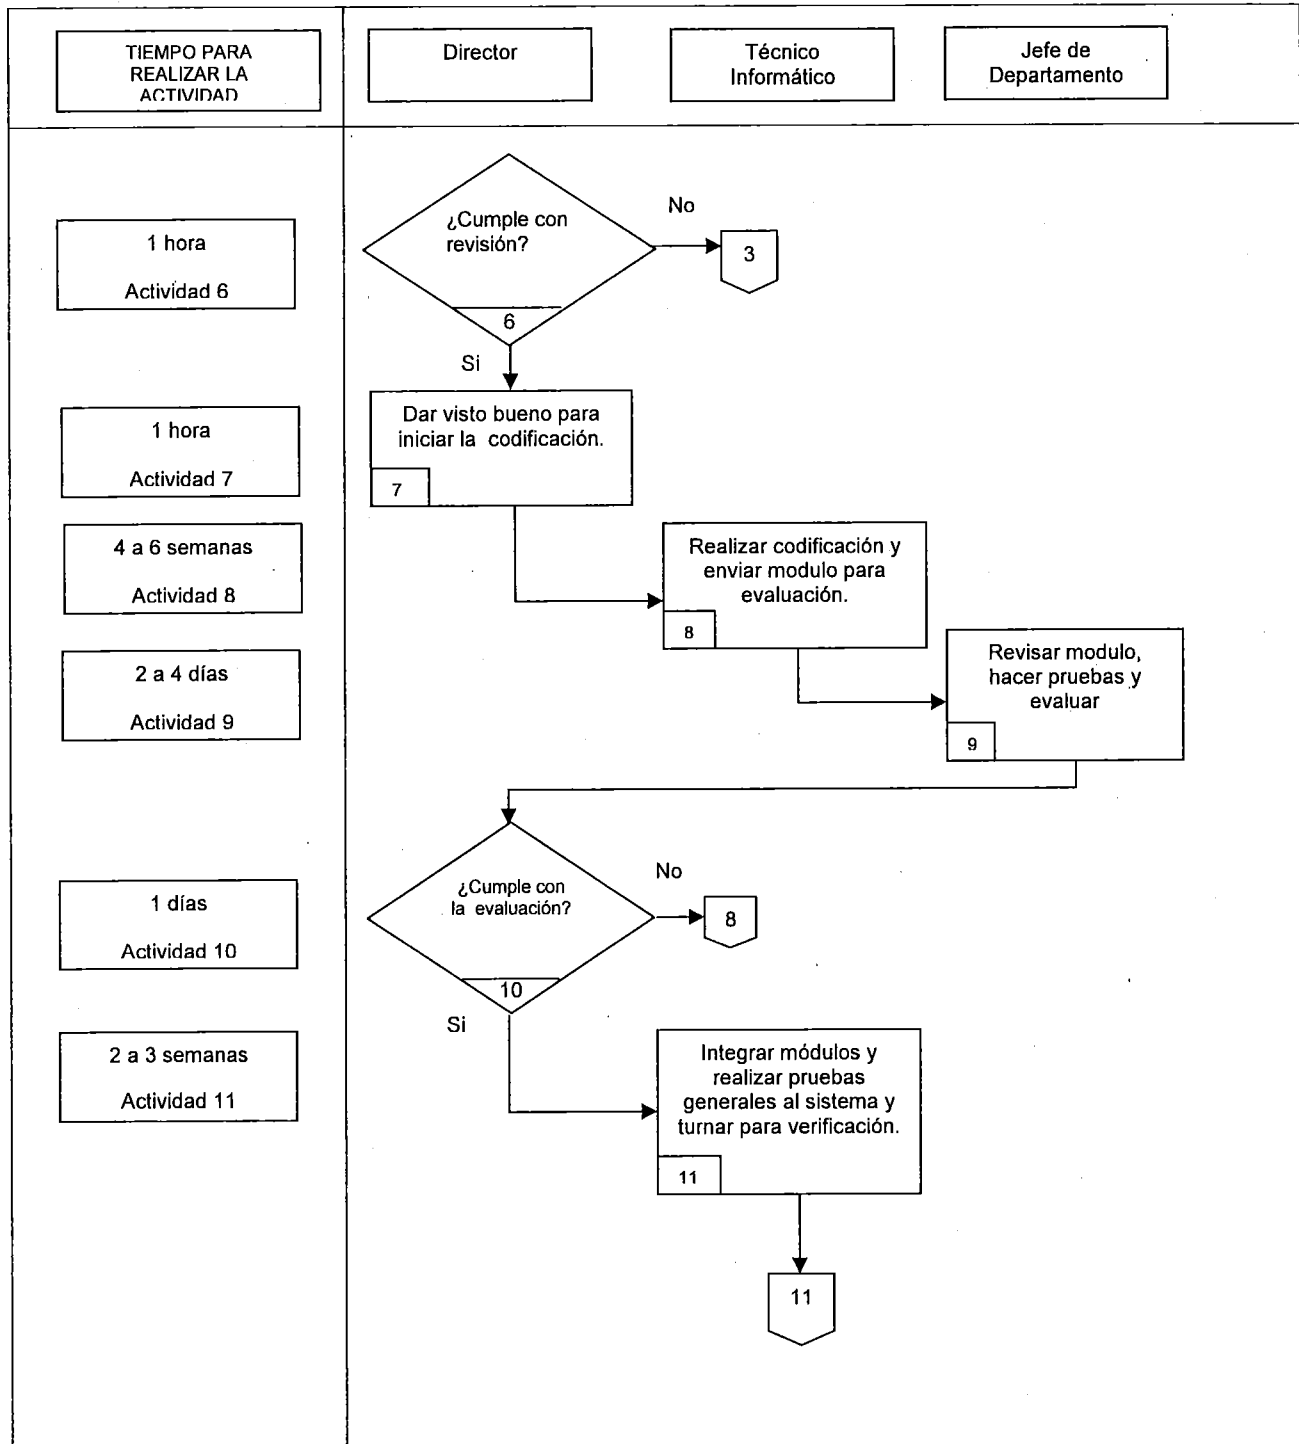 TIEMPO PARA
REALIZAR LA
ACTIVIDAD
Director
Técnico
Informático
Jefe de
Departamento
1 hora
Actividad 6
¿Cumple con
revisión?
6
No
3
Si
1 hora
Actividad 7
Dar visto bueno para
iniciar la codificación.
7
4 a 6 semanas
Actividad 8
Realizar codificación y
enviar modulo para
evaluación.
8
2 a 4 días
Actividad 9
Revisar modulo,
hacer pruebas y
evaluar
9
1 días
Actividad 10
¿Cumple con
la evaluación?
10
No
8
Si
2 a 3 semanas
Actividad 11
Integrar módulos y
realizar pruebas
generales al sistema y
turnar para verificación.
11
11